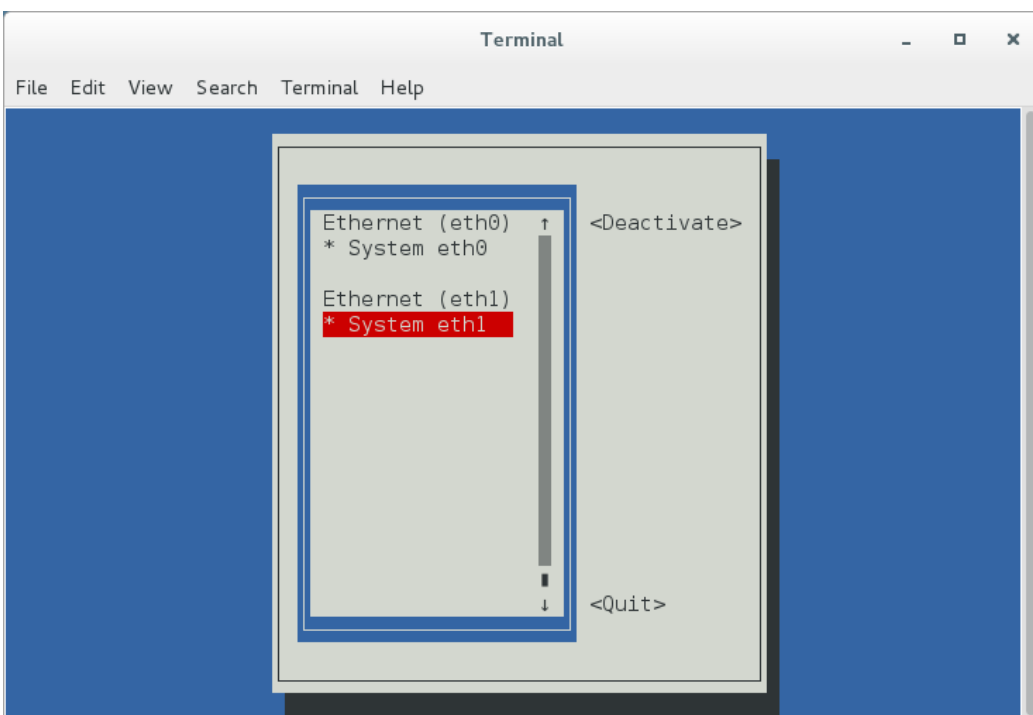 Terminal
File Edit View Search Terminal Help
Ethernet (eth0) ↑ <Deactivate>
* System eth0
Ethernet (eth1)
* System eth1
↓ <Quit>